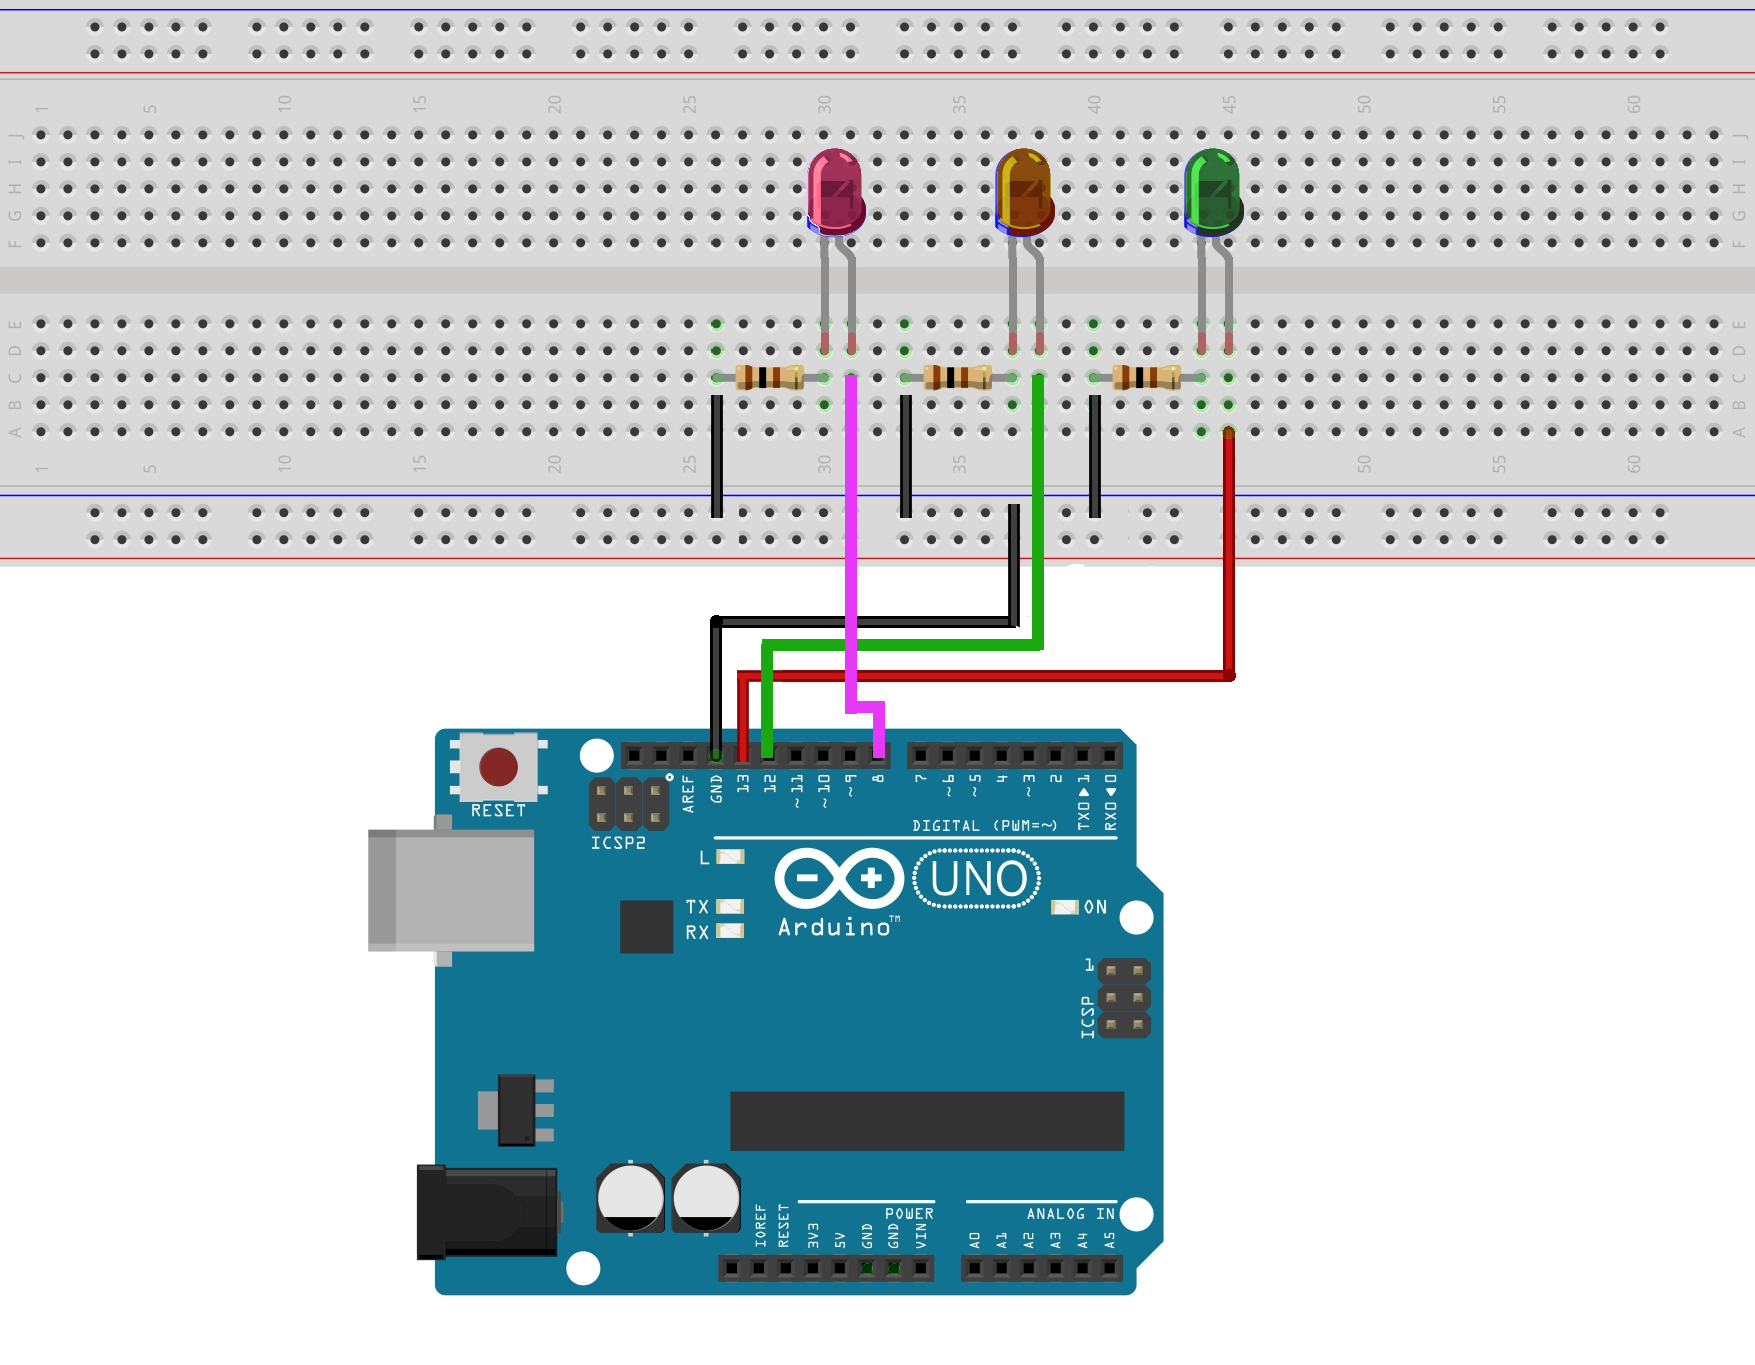 1 5 10 15 20 25 30 35 40 45 50 55 60
J J
I I
H H
G G
F F
E E
D D
C C
B B
A A
1 5 10 15 20 25 30 35 50 55 60
RESET
ICSP2
AREF
GND
13
12
~11
~10
~9
8
7
~6
~5
4
~3
2
TX0▶1
RX0◀0
DIGITAL (PWM=~)
L
TX
RX
UNO
Arduino™
ON
1
ICSP
IOREF
RESET
3V3
5V
GND
GND
VIN
POWER
ANALOG IN
A0
A1
A2
A3
A4
A5